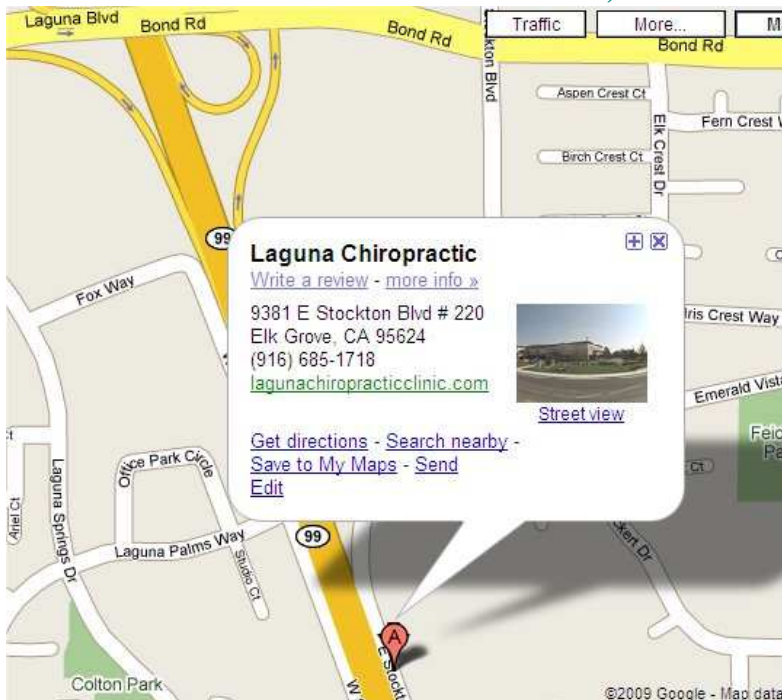 Laguna Blvd
Bond Rd
Bond Rd
Traffic
More...
Bond Rd
Stockton Blvd
Aspen Crest Ct
Elk Crest Dr
Fern Crest
Birch Crest Ct
99
Laguna Chiropractic
Write a review - more info »
9381 E Stockton Blvd # 220
Elk Grove, CA 95624
(916) 685-1718
lagunachiropracticclinic.com
Street view
Get directions - Search nearby -
Save to My Maps - Send
Edit
Fox Way
Iris Crest Way
Emerald Vista
Ct
Office Park Circle
Ariel Ct
Laguna Springs Dr
Laguna Palms Way
Studio Ct
99
A
E Stockt
Colton Park
©2009 Google - Map data